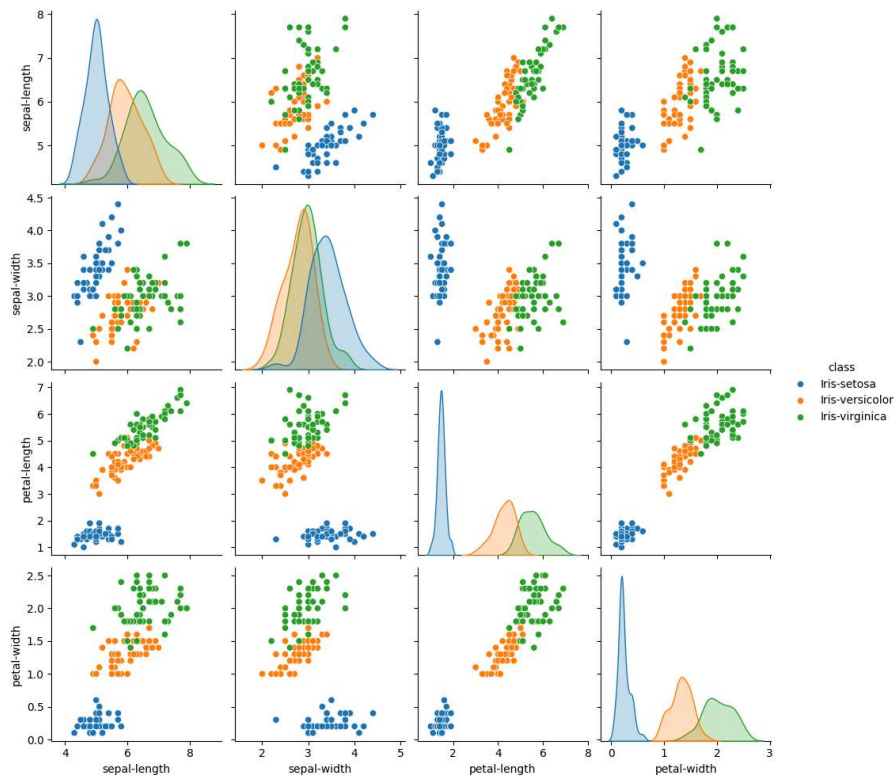 8
7
6
5
sepal-length
4.5
4.0
3.5
3.0
2.5
2.0
sepal-width
class
Iris-setosa
Iris-versicolor
Iris-virginica
7
6
5
4
3
2
1
petal-length
2.5
2.0
1.5
1.0
0.5
0.0
petal-width
4 6 8
2 3 4 5
2 4 6 8
0 1 2 3
sepal-length sepal-width petal-length petal-width